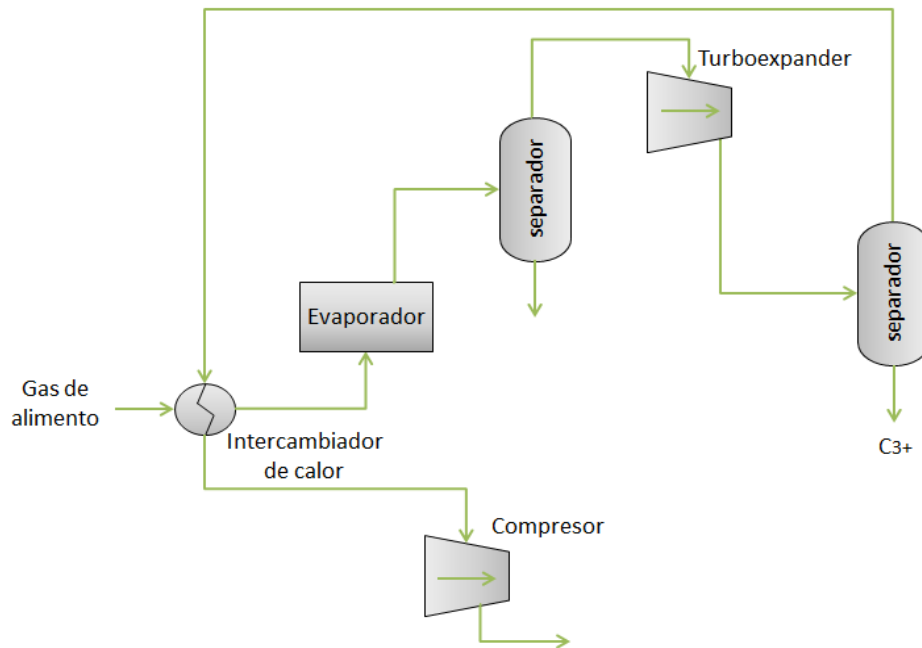 Turboexpander
separador
separador
Evaporador
Gas de
alimento
Intercambiador
de calor
C3+
Compresor